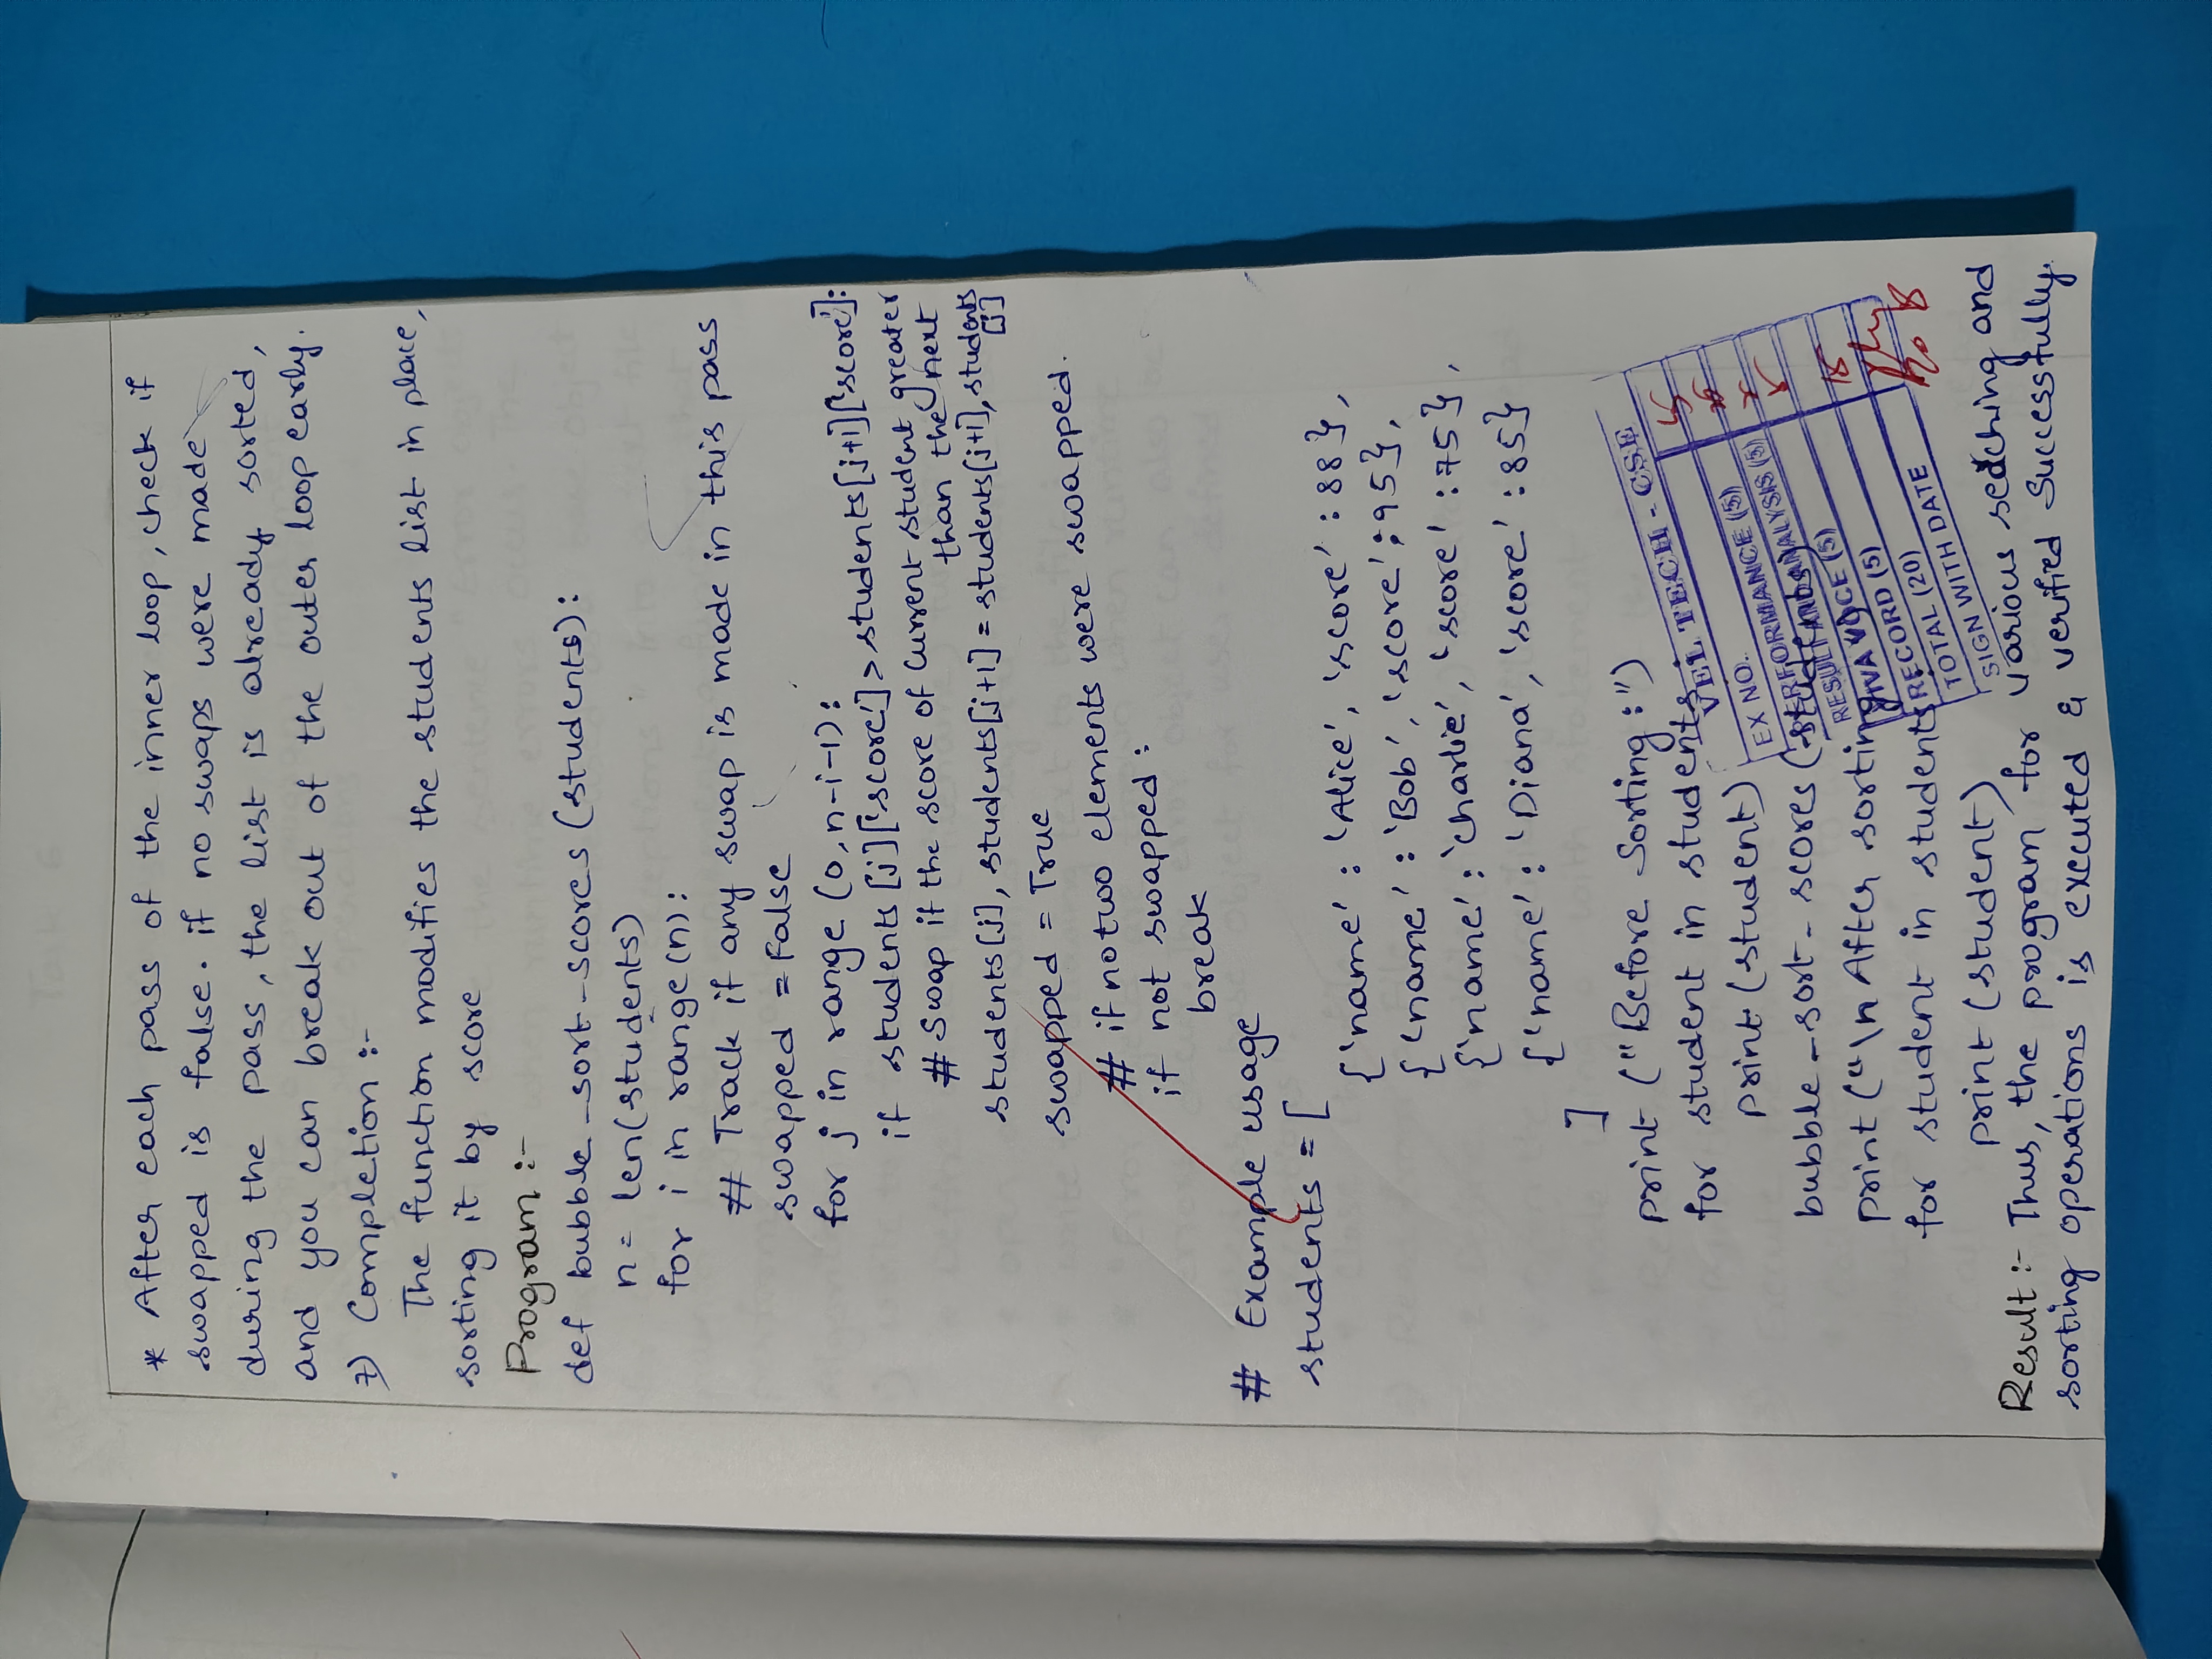 * After each pass of the inner loop, check if
swapped is false. if no swaps were made
during the pass, the list is already sorted,
and you can break out of the outer loop early.
7) Completion :-
The function modifies the students list in place,
sorting it by score
Program :-
def bubble_sort_scores (students):
n = len(students)
for i in range(n):
# Track if any swap is made in this pass
swapped = False
for j in range (0, n-i-1):
if students [j]['score'] > students[j+1]['score']:
# Swap if the score of current student greater
than the next
students[j], students[j+1] = students[j+1], students
[j]
swapped = True
# if no two elements were swapped.
if not swapped :
break
# Example usage
students = [
{'name' : 'Alice', 'score' : 88},
{'name' : 'Bob', 'score' : 95},
{'name' : 'Charlie', 'score' : 75},
{'name' : 'Diana', 'score' : 85}
]
print ("Before Sorting :")
for student in students :
print (student)
bubble_sort_scores (students)
print ("\n After sorting ")
for student in students :
print (student)
VEL TECH - CSE
EX NO.
PERFORMANCE (5)
RESULT AND ANALYSIS (5)
VIVA VOCE (5)
RECORD (5)
TOTAL (20) 15
SIGN WITH DATE
Result :- Thus, the program for various searching and
sorting operations is executed & verified Successfully.